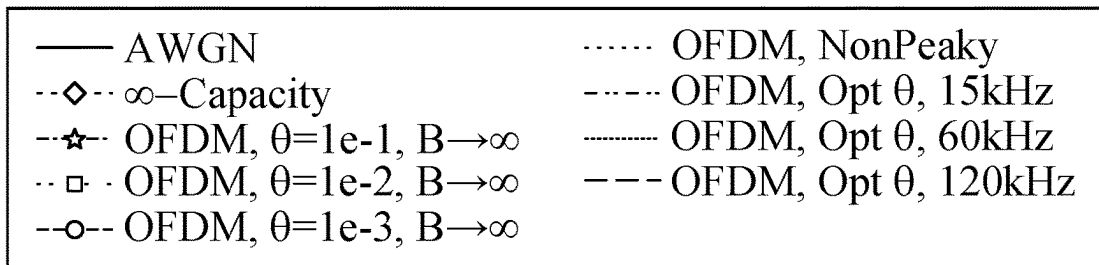 AWGN
∞–Capacity
OFDM, θ=1e-1, B→∞
OFDM, θ=1e-2, B→∞
OFDM, θ=1e-3, B→∞
OFDM, NonPeaky
OFDM, Opt θ, 15kHz
OFDM, Opt θ, 60kHz
OFDM, Opt θ, 120kHz